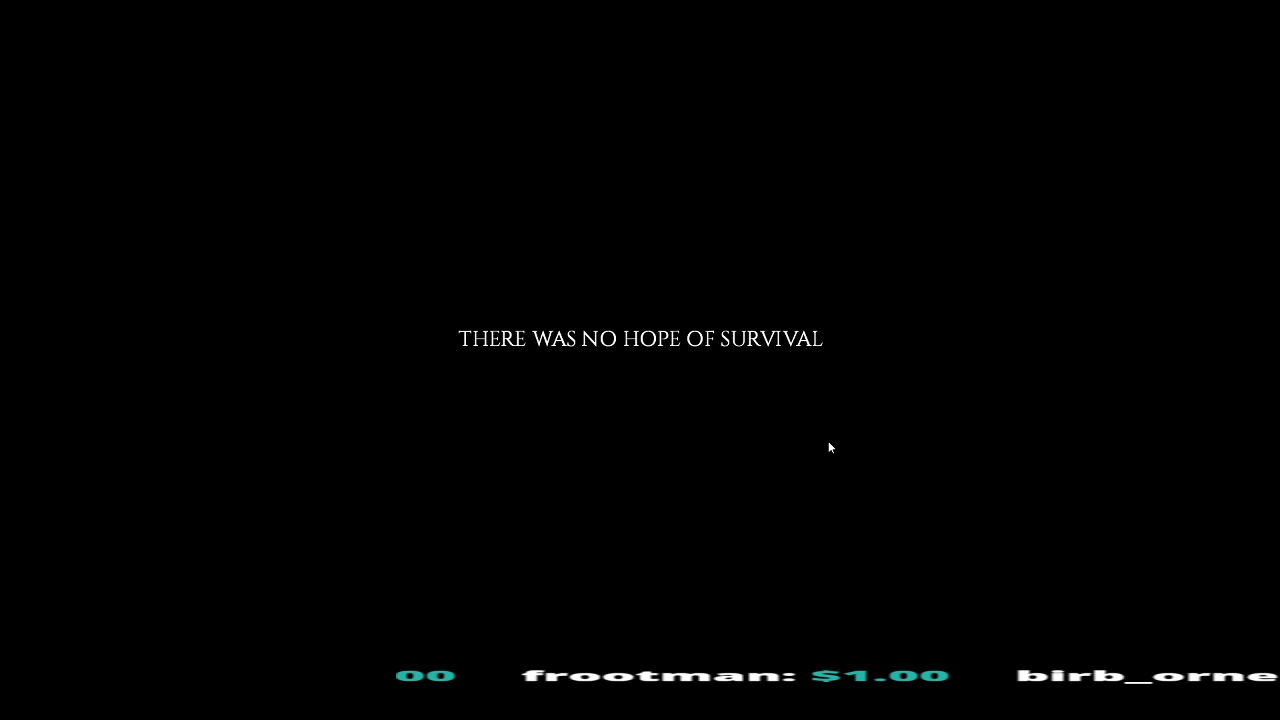 THERE WAS NO HOPE OF SURVIVAL
00 frootman: $1.00 birb_orne